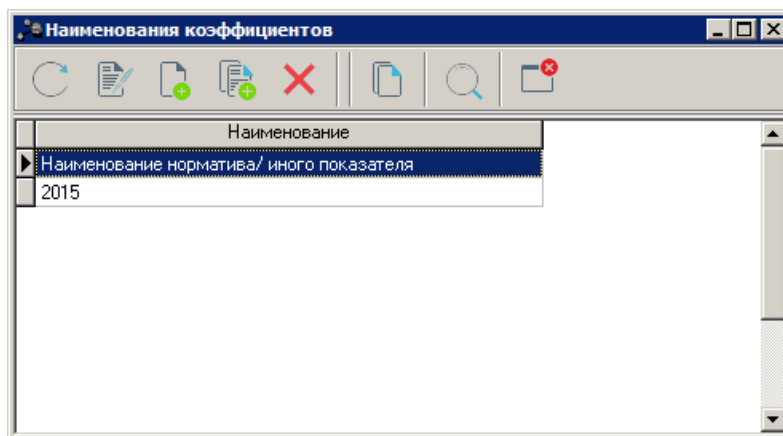 Наименования коэффициентов
Наименование
Наименование норматива/ иного показателя
2015